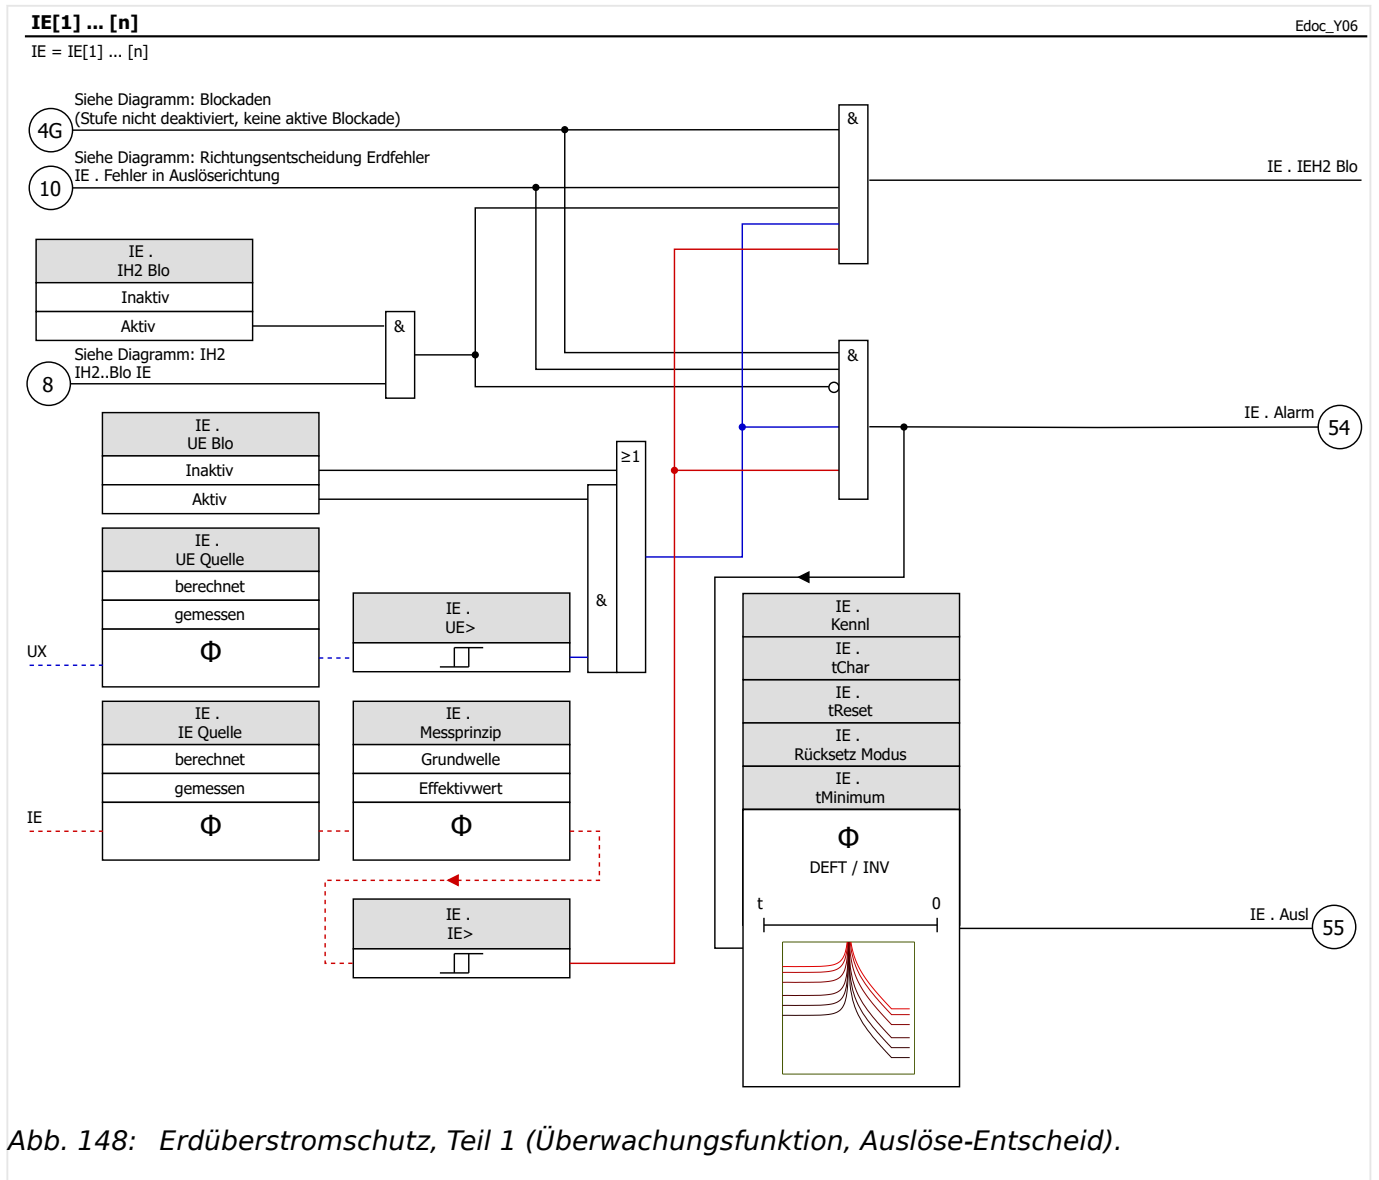 IE[1] ... [n]
Edoc_Y06
IE = IE[1] ... [n]
Siehe Diagramm: Blockaden
4G
(Stufe nicht deaktiviert, keine aktive Blockade)
&
Siehe Diagramm: Richtungsentscheidung Erdfehler
10
IE . Fehler in Auslöserichtung
IE . IEH2 Blo
IE .
IH2 Blo
Inaktiv
Aktiv
&
Siehe Diagramm: IH2
8
IH2..Blo IE
&
IE . Alarm
54
IE .
UE Blo
Inaktiv
Aktiv
≥1
&
IE .
UE Quelle
berechnet
gemessen
Φ
UX
IE .
UE>
IE .
IE Quelle
berechnet
gemessen
Φ
IE
IE .
Messprinzip
Grundwelle
Effektivwert
Φ
IE .
IE>
IE .
Kennl
IE .
tChar
IE .
tReset
IE .
Rücksetz Modus
IE .
tMinimum
Φ
DEFT / INV
t 0
IE . Ausl
55
Abb. 148: Erdüberstromschutz, Teil 1 (Überwachungsfunktion, Auslöse-Entscheid).